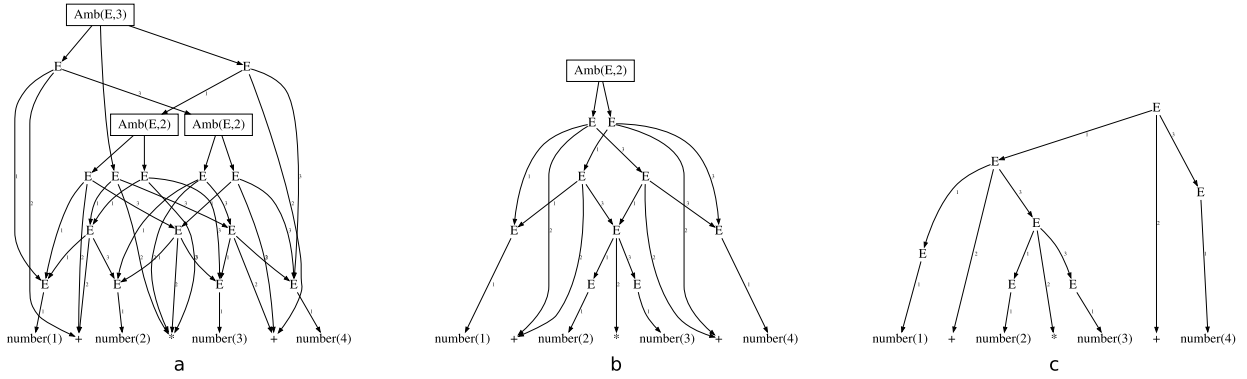 Amb(E,3)
E E
Amb(E,2) Amb(E,2)
E E E E E
E E E
E E E E
number(1) + number(2) * number(3) + number(4)
a
Amb(E,2)
E E
E E
E E E
E E
number(1) + number(2) * number(3) + number(4)
b
E
E
E
E
E
E E
number(1) + number(2) * number(3) + number(4)
c